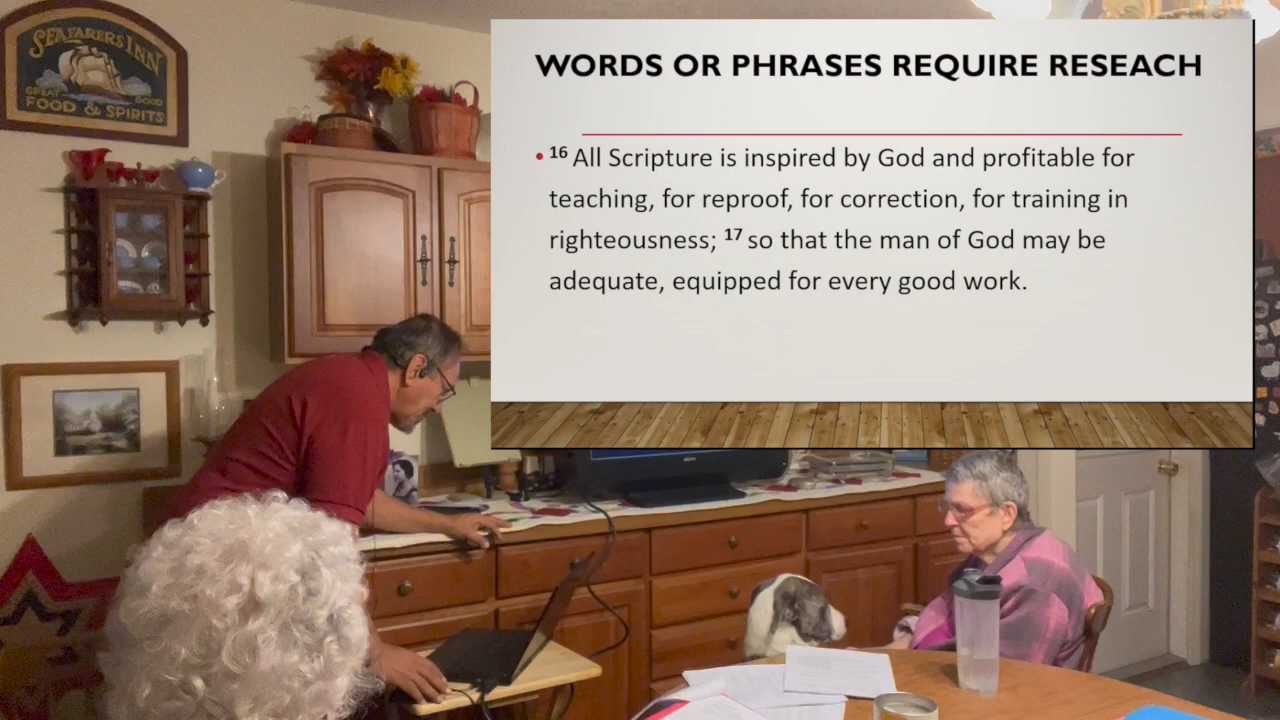 SEAFARERS INN
GREAT GOOD
FOOD & SPIRITS
WORDS OR PHRASES REQUIRE RESEACH
• 16 All Scripture is inspired by God and profitable for
teaching, for reproof, for correction, for training in
righteousness; 17 so that the man of God may be
adequate, equipped for every good work.